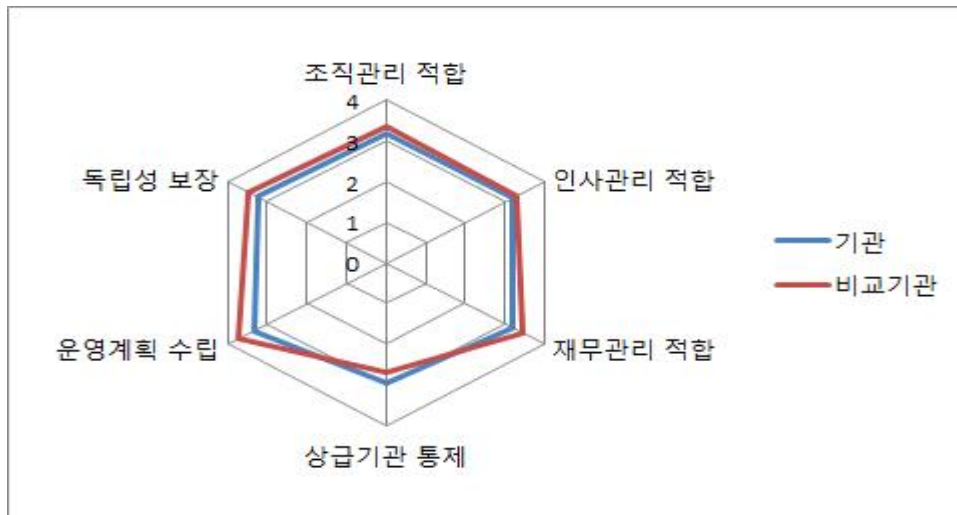 조직관리 적합
4
3
2
1
0
독립성 보장
인사관리 적합
운영계획 수립
재무관리 적합
상급기관 통제
기관
비교기관